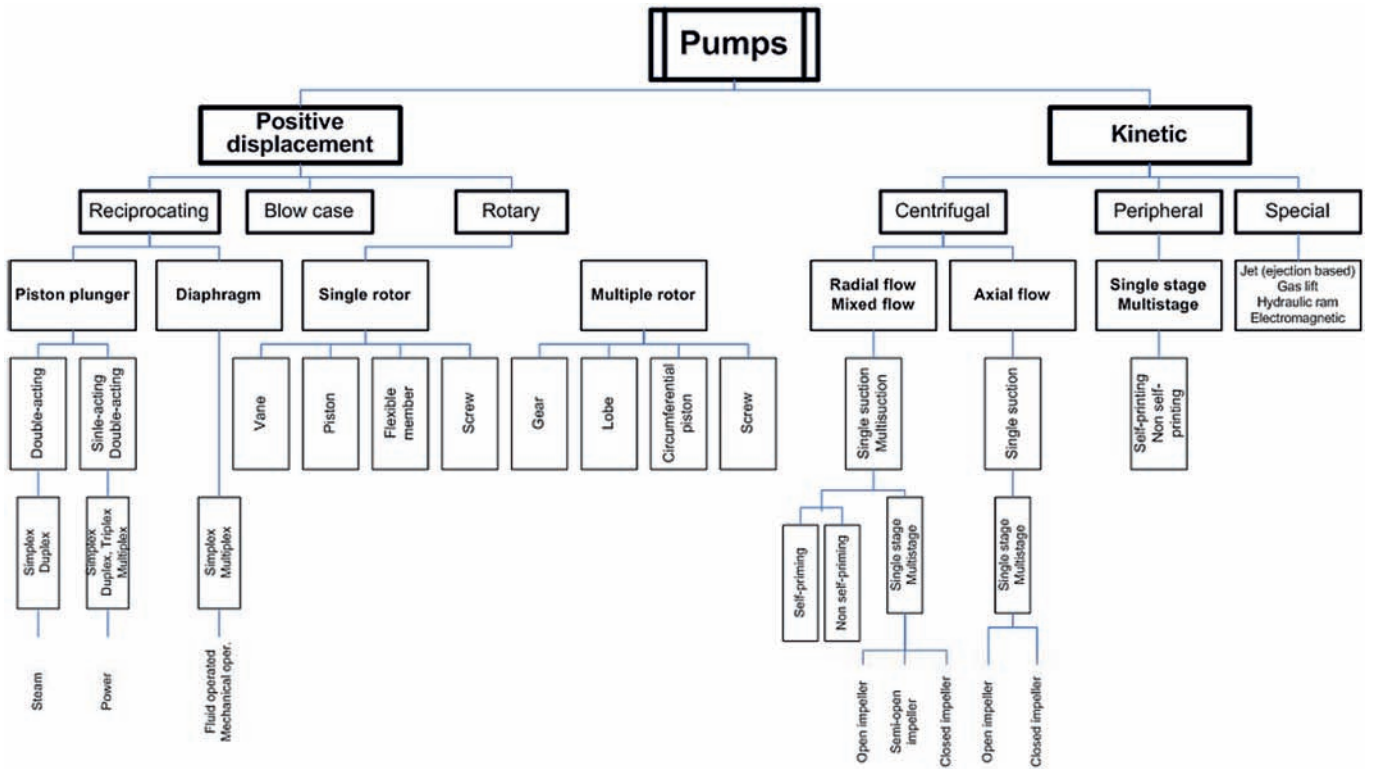 Pumps
Positive
displacement
Kinetic
Reciprocating
Blow case
Rotary
Centrifugal
Peripheral
Special
Piston plunger
Diaphragm
Single rotor
Multiple rotor
Radial flow
Mixed flow
Axial flow
Single stage
Multistage
Jet (ejection based)
Gas lift
Hydraulic ram
Electromagnetic
Double-acting
Sinle-acting
Double-acting
Vane
Piston
Flexible
member
Screw
Gear
Lobe
Circumferential
piston
Screw
Single suction
Multisuction
Single suction
Self-printing
Non self-
printing
Simplex
Duplex
Simplex
Duplex, Triplex
Multiplex
Simplex
Multiplex
Self-priming
Non self-priming
Single stage
Multistage
Single stage
Multistage
Steam
Power
Fluid operated
Mechanical oper.
Open impeller
Semi-open
impeller
Closed impeller
Open impeller
Closed impeller